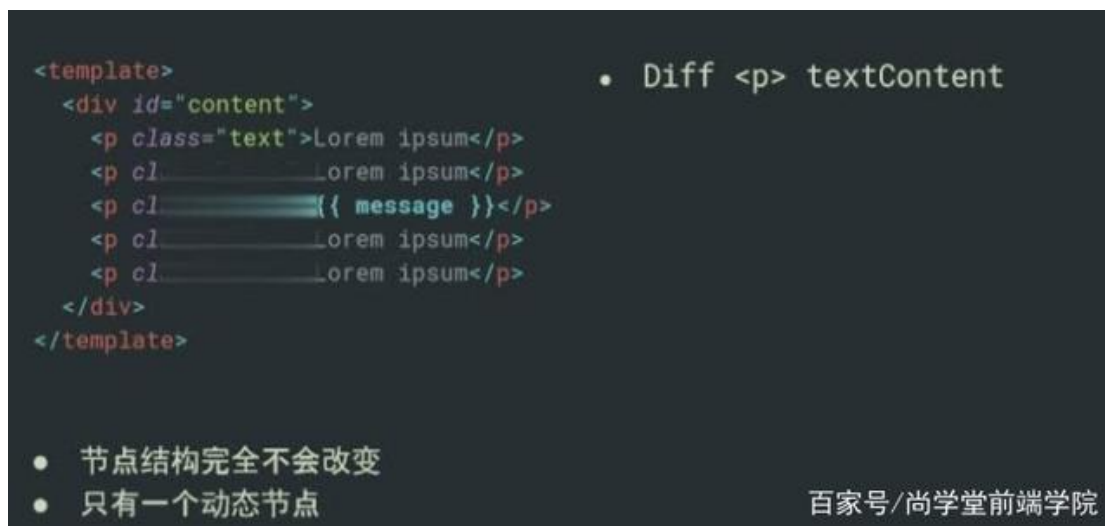 <template>
<div id="content">
<p class="text">Lorem ipsum</p>
<p cl orem ipsum</p>
<p cl {{ message }}</p>
<p cl orem ipsum</p>
<p cl orem ipsum</p>
</div>
</template>
• Diff <p> textContent
• 节点结构完全不会改变
• 只有一个动态节点
百家号/尚学堂前端学院